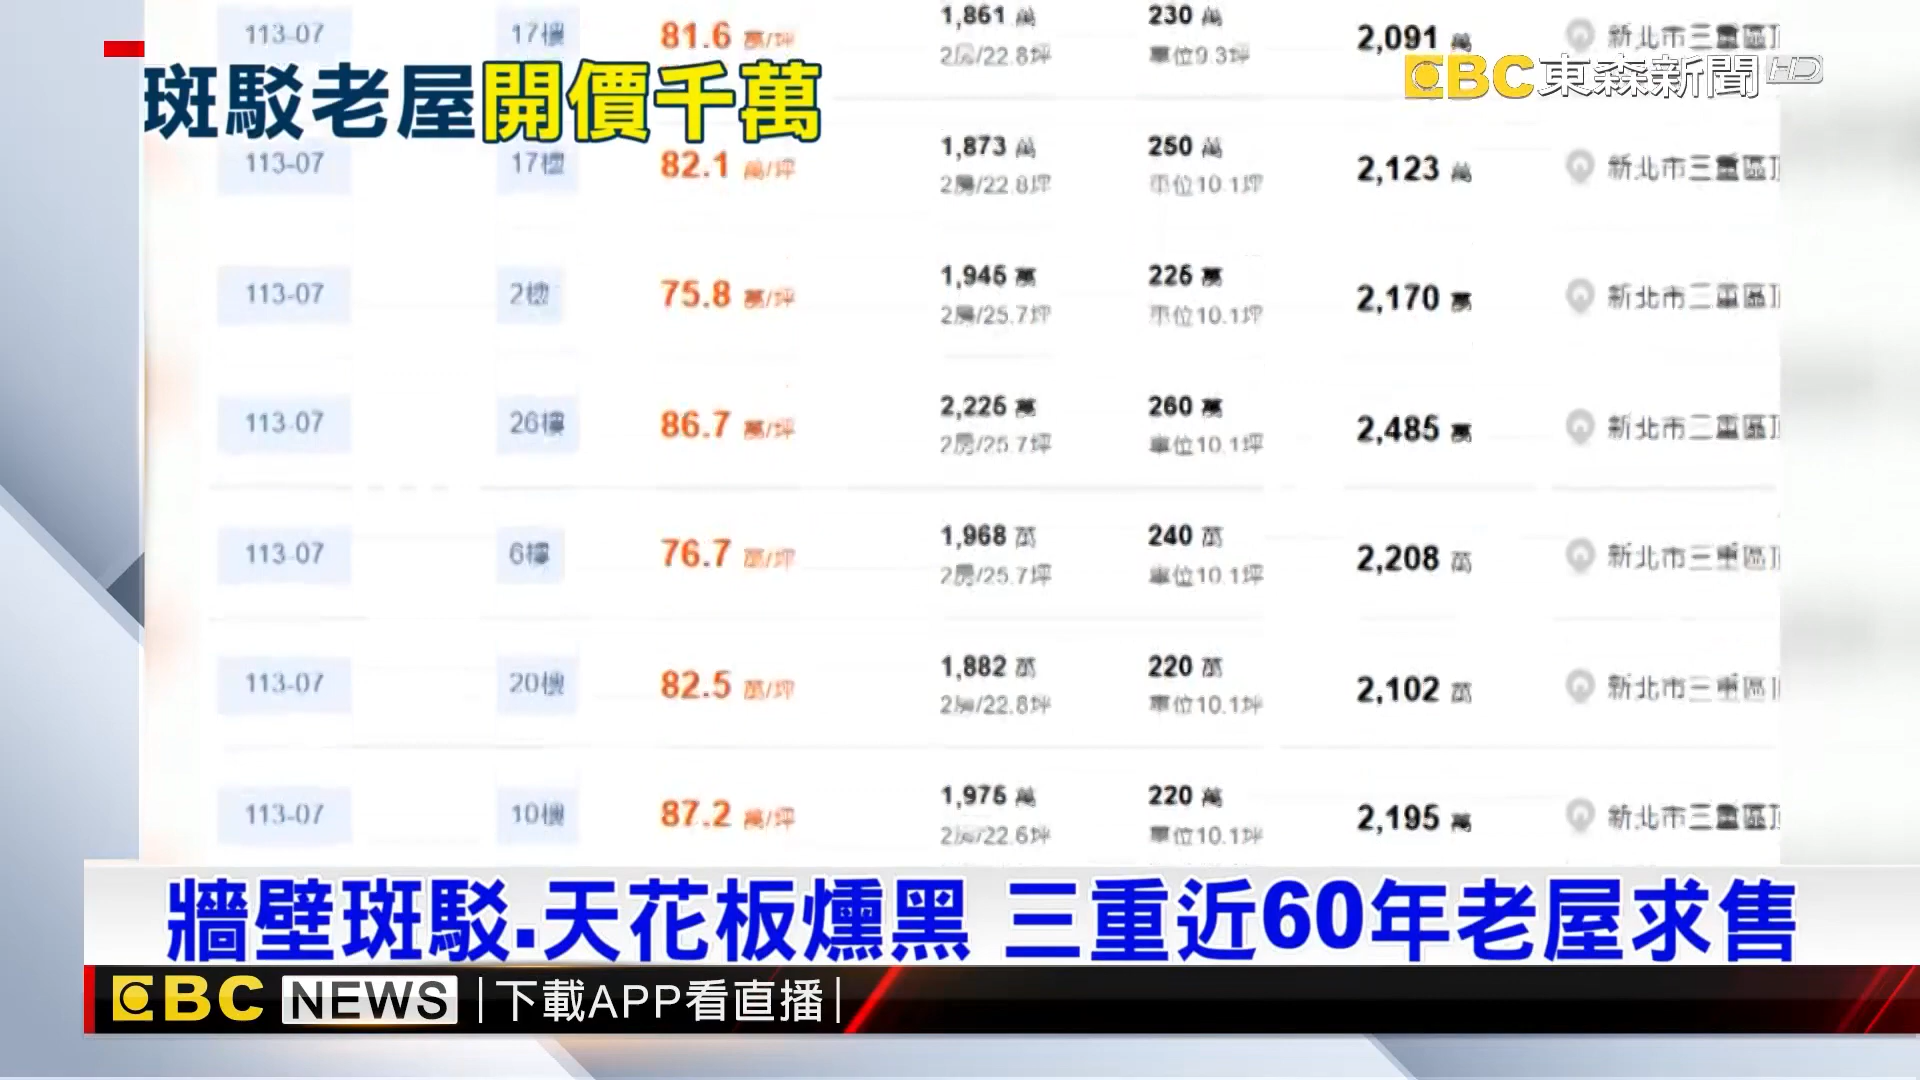 113-07 17樓 81.6 萬/坪 1,861 萬 230 萬 2,091 萬 新北市三重區
2房/22.8坪 車位9.3坪
斑駁老屋開價千萬
EBC東森新聞HD
113-07 17樓 82.1 萬/坪 1,873 萬 250 萬 2,123 萬 新北市三重區
2房/22.8坪 車位10.1坪
113-07 2樓 75.8 萬/坪 1,945 萬 225 萬 2,170 萬 新北市三重區
2房/25.7坪 車位10.1坪
113-07 26樓 86.7 萬/坪 2,225 萬 260 萬 2,485 萬 新北市三重區
2房/25.7坪 車位10.1坪
113-07 6樓 76.7 萬/坪 1,968 萬 240 萬 2,208 萬 新北市三重區
2房/25.7坪 車位10.1坪
113-07 20樓 82.5 萬/坪 1,882 萬 220 萬 2,102 萬 新北市三重區
2房/22.8坪 車位10.1坪
113-07 10樓 87.2 萬/坪 1,975 萬 220 萬 2,195 萬 新北市三重區
2房/22.6坪 車位10.1坪
牆壁斑駁.天花板燻黑 三重近60年老屋求售
EBC NEWS |下載APP看直播|